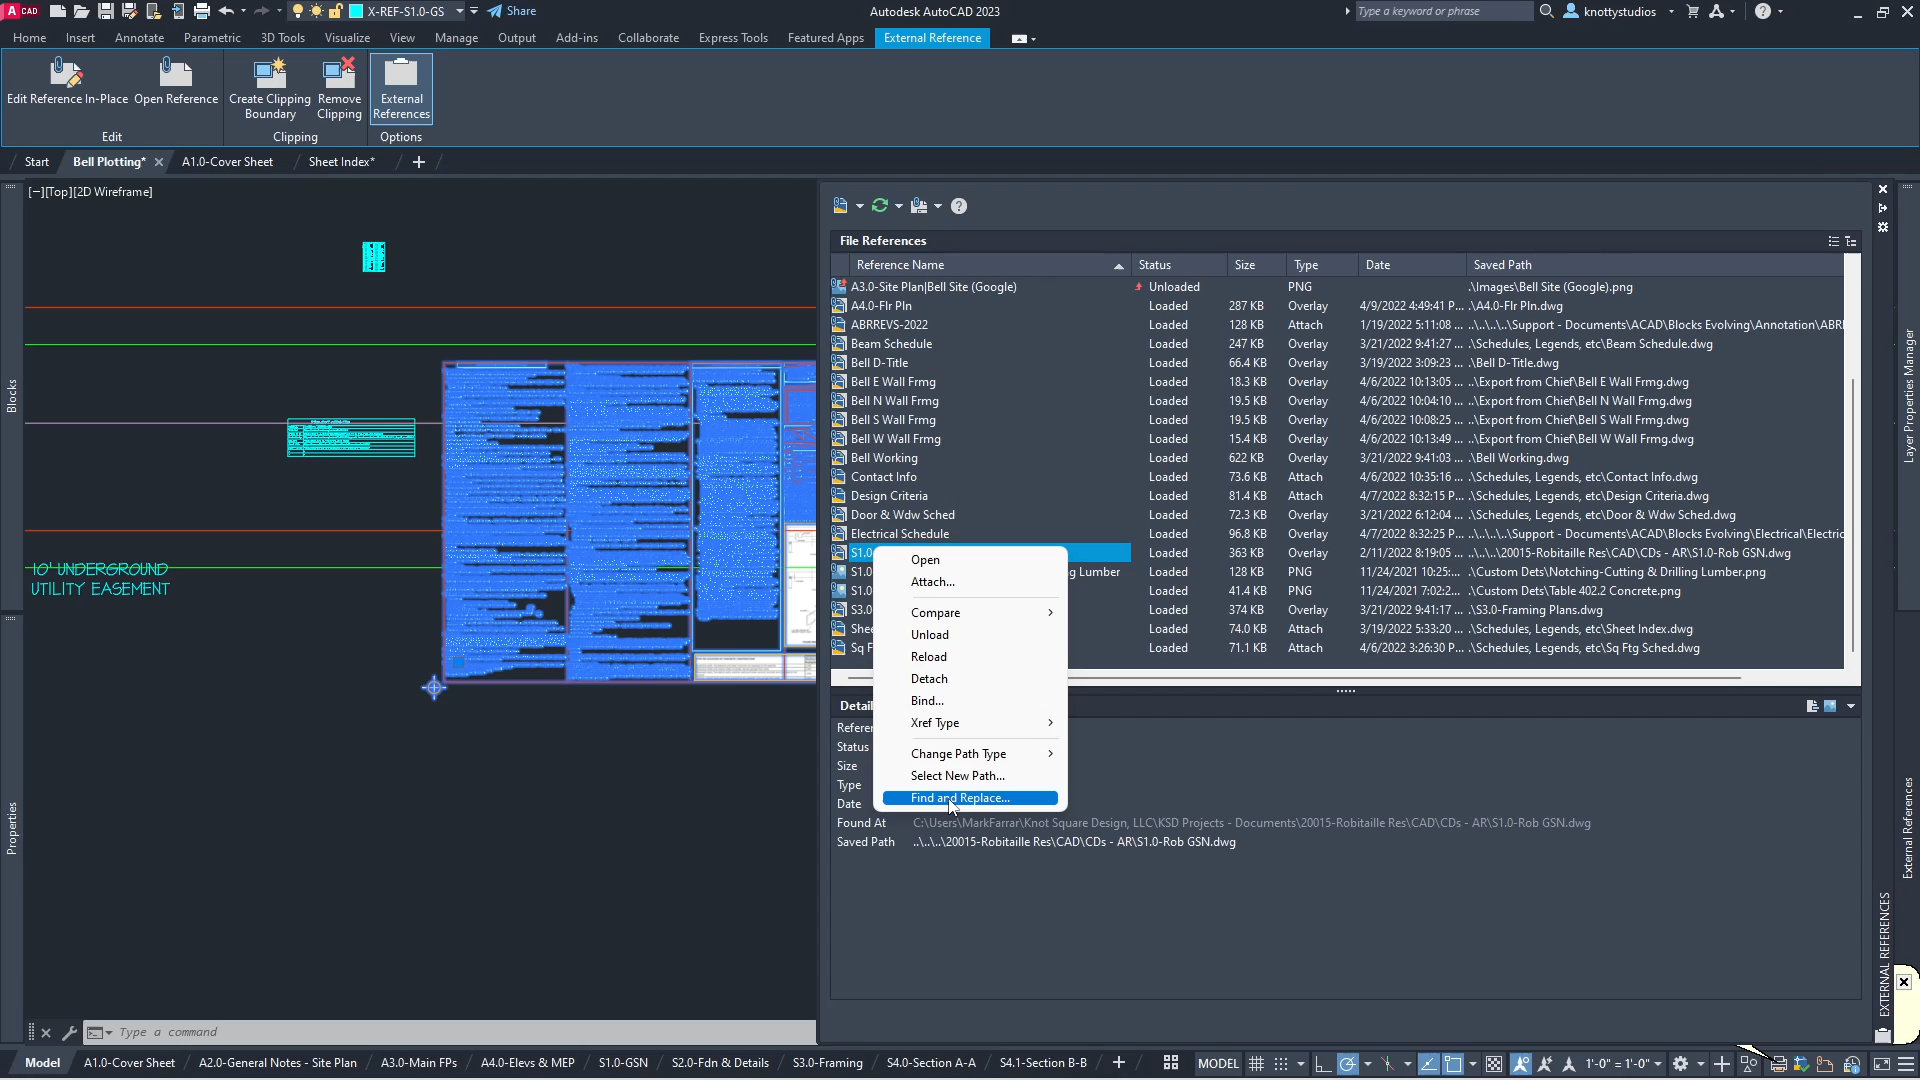 A CAD
X-REF-S1.0-GS
Share
Autodesk AutoCAD 2023
Type a keyword or phrase
knottystudios
Home Insert Annotate Parametric 3D Tools Visualize View Manage Output Add-ins Collaborate Express Tools Featured Apps External Reference
Edit Reference In-Place
Open Reference
Create Clipping
Boundary
Remove
Clipping
External
References
Edit
Clipping
Options
Start
Bell Plotting*
A1.0-Cover Sheet
Sheet Index*
[−][Top][2D Wireframe]
10' UNDERGROUND
UTILITY EASEMENT
Blocks
Properties
File References
Reference Name Status Size Type Date Saved Path
A3.0-Site Plan|Bell Site (Google) Unloaded PNG .\Images\Bell Site (Google).png
A4.0-Flr Pln Loaded 287 KB Overlay 4/9/2022 4:49:41 P... .\A4.0-Flr Pln.dwg
ABRREVS-2022 Loaded 128 KB Attach 1/19/2022 5:11:08 ... ..\..\..\..\Support - Documents\ACAD\Blocks Evolving\Annotation\ABRI
Beam Schedule Loaded 247 KB Overlay 3/21/2022 9:41:27 ... .\Schedules, Legends, etc\Beam Schedule.dwg
Bell D-Title Loaded 66.4 KB Overlay 3/19/2022 3:09:23 ... .\Bell D-Title.dwg
Bell E Wall Frmg Loaded 18.3 KB Overlay 4/6/2022 10:13:05 ... ..\Export from Chief\Bell E Wall Frmg.dwg
Bell N Wall Frmg Loaded 19.5 KB Overlay 4/6/2022 10:04:10 ... ..\Export from Chief\Bell N Wall Frmg.dwg
Bell S Wall Frmg Loaded 19.5 KB Overlay 4/6/2022 10:08:25 ... ..\Export from Chief\Bell S Wall Frmg.dwg
Bell W Wall Frmg Loaded 15.4 KB Overlay 4/6/2022 10:13:49 ... ..\Export from Chief\Bell W Wall Frmg.dwg
Bell Working Loaded 622 KB Overlay 3/21/2022 9:41:03 ... ..\Bell Working.dwg
Contact Info Loaded 73.6 KB Attach 4/6/2022 10:35:16 ... .\Schedules, Legends, etc\Contact Info.dwg
Design Criteria Loaded 81.4 KB Attach 4/7/2022 8:32:15 P... .\Schedules, Legends, etc\Design Criteria.dwg
Door & Wdw Sched Loaded 72.3 KB Overlay 3/21/2022 6:12:04 ... .\Schedules, Legends, etc\Door & Wdw Sched.dwg
Electrical Schedule Loaded 96.8 KB Overlay 4/7/2022 8:32:25 P... ..\..\..\..\Support - Documents\ACAD\Blocks Evolving\Electrical\Electric
S1.0 Loaded 363 KB Overlay 2/11/2022 8:19:05 ... ..\..\..\20015-Robitaille Res\CAD\CDs - AR\S1.0-Rob GSN.dwg
S1.0 g Lumber Loaded 128 KB PNG 11/24/2021 10:25:... .\Custom Dets\Notching-Cutting & Drilling Lumber.png
S1.0 Loaded 41.4 KB PNG 11/24/2021 7:02:2... .\Custom Dets\Table 402.2 Concrete.png
S3.0 Loaded 374 KB Overlay 3/21/2022 9:41:17 ... .\S3.0-Framing Plans.dwg
Shee Loaded 74.0 KB Attach 3/19/2022 5:33:20 ... .\Schedules, Legends, etc\Sheet Index.dwg
Sq F Loaded 71.1 KB Attach 4/6/2022 3:26:30 P... .\Schedules, Legends, etc\Sq Ftg Sched.dwg
Open
Attach...
Compare
Unload
Reload
Detach
Bind...
Xref Type
Change Path Type
Select New Path...
Find and Replace...
Detai
Referer
Status
Size
Type
Date
Found At C:\Users\MarkFarrar\Knot Square Design, LLC\KSD Projects - Documents\20015-Robitaille Res\CAD\CDs - AR\S1.0-Rob GSN.dwg
Saved Path ..\..\..\20015-Robitaille Res\CAD\CDs - AR\S1.0-Rob GSN.dwg
EXTERNAL REFERENCES
Layer Properties Manager
External References
Type a command
Model A1.0-Cover Sheet A2.0-General Notes - Site Plan A3.0-Main FPs A4.0-Elevs & MEP S1.0-GSN S2.0-Fdn & Details S3.0-Framing S4.0-Section A-A S4.1-Section B-B
MODEL
1'-0" = 1'-0"